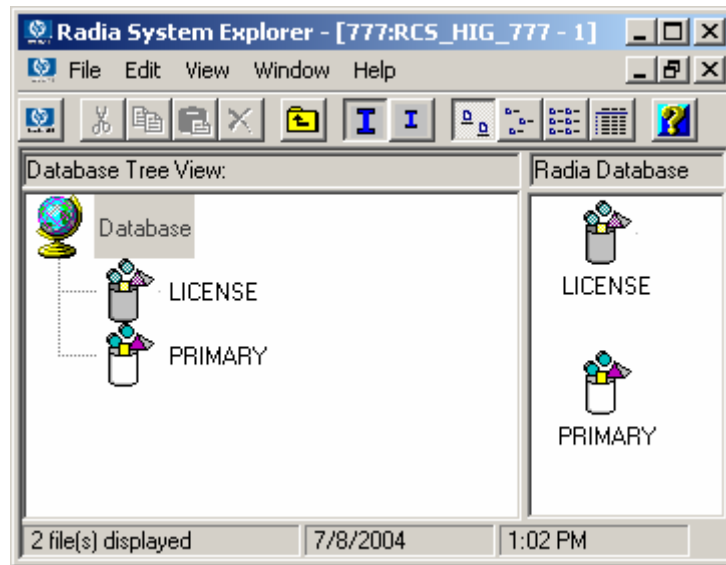 Radia System Explorer - [777:RCS_HIG_777 - 1]
File Edit View Window Help
Database Tree View:
Radia Database
Database
LICENSE
PRIMARY
LICENSE
PRIMARY
2 file(s) displayed 7/8/2004 1:02 PM